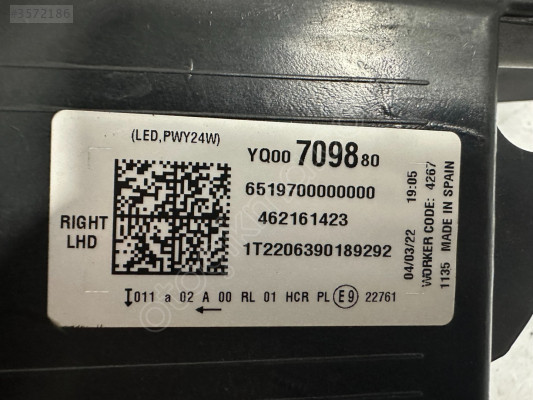 #3572186
(LED,PWY24W)
YQ00 7098 80
6519700000000
462161423
1T2206390189292
RIGHT
LHD
011 a 02 A 00 RL 01 HCR PL E9 22761
04/03/22 19:05
WORKER CODE: 4267
1135 MADE IN SPAIN